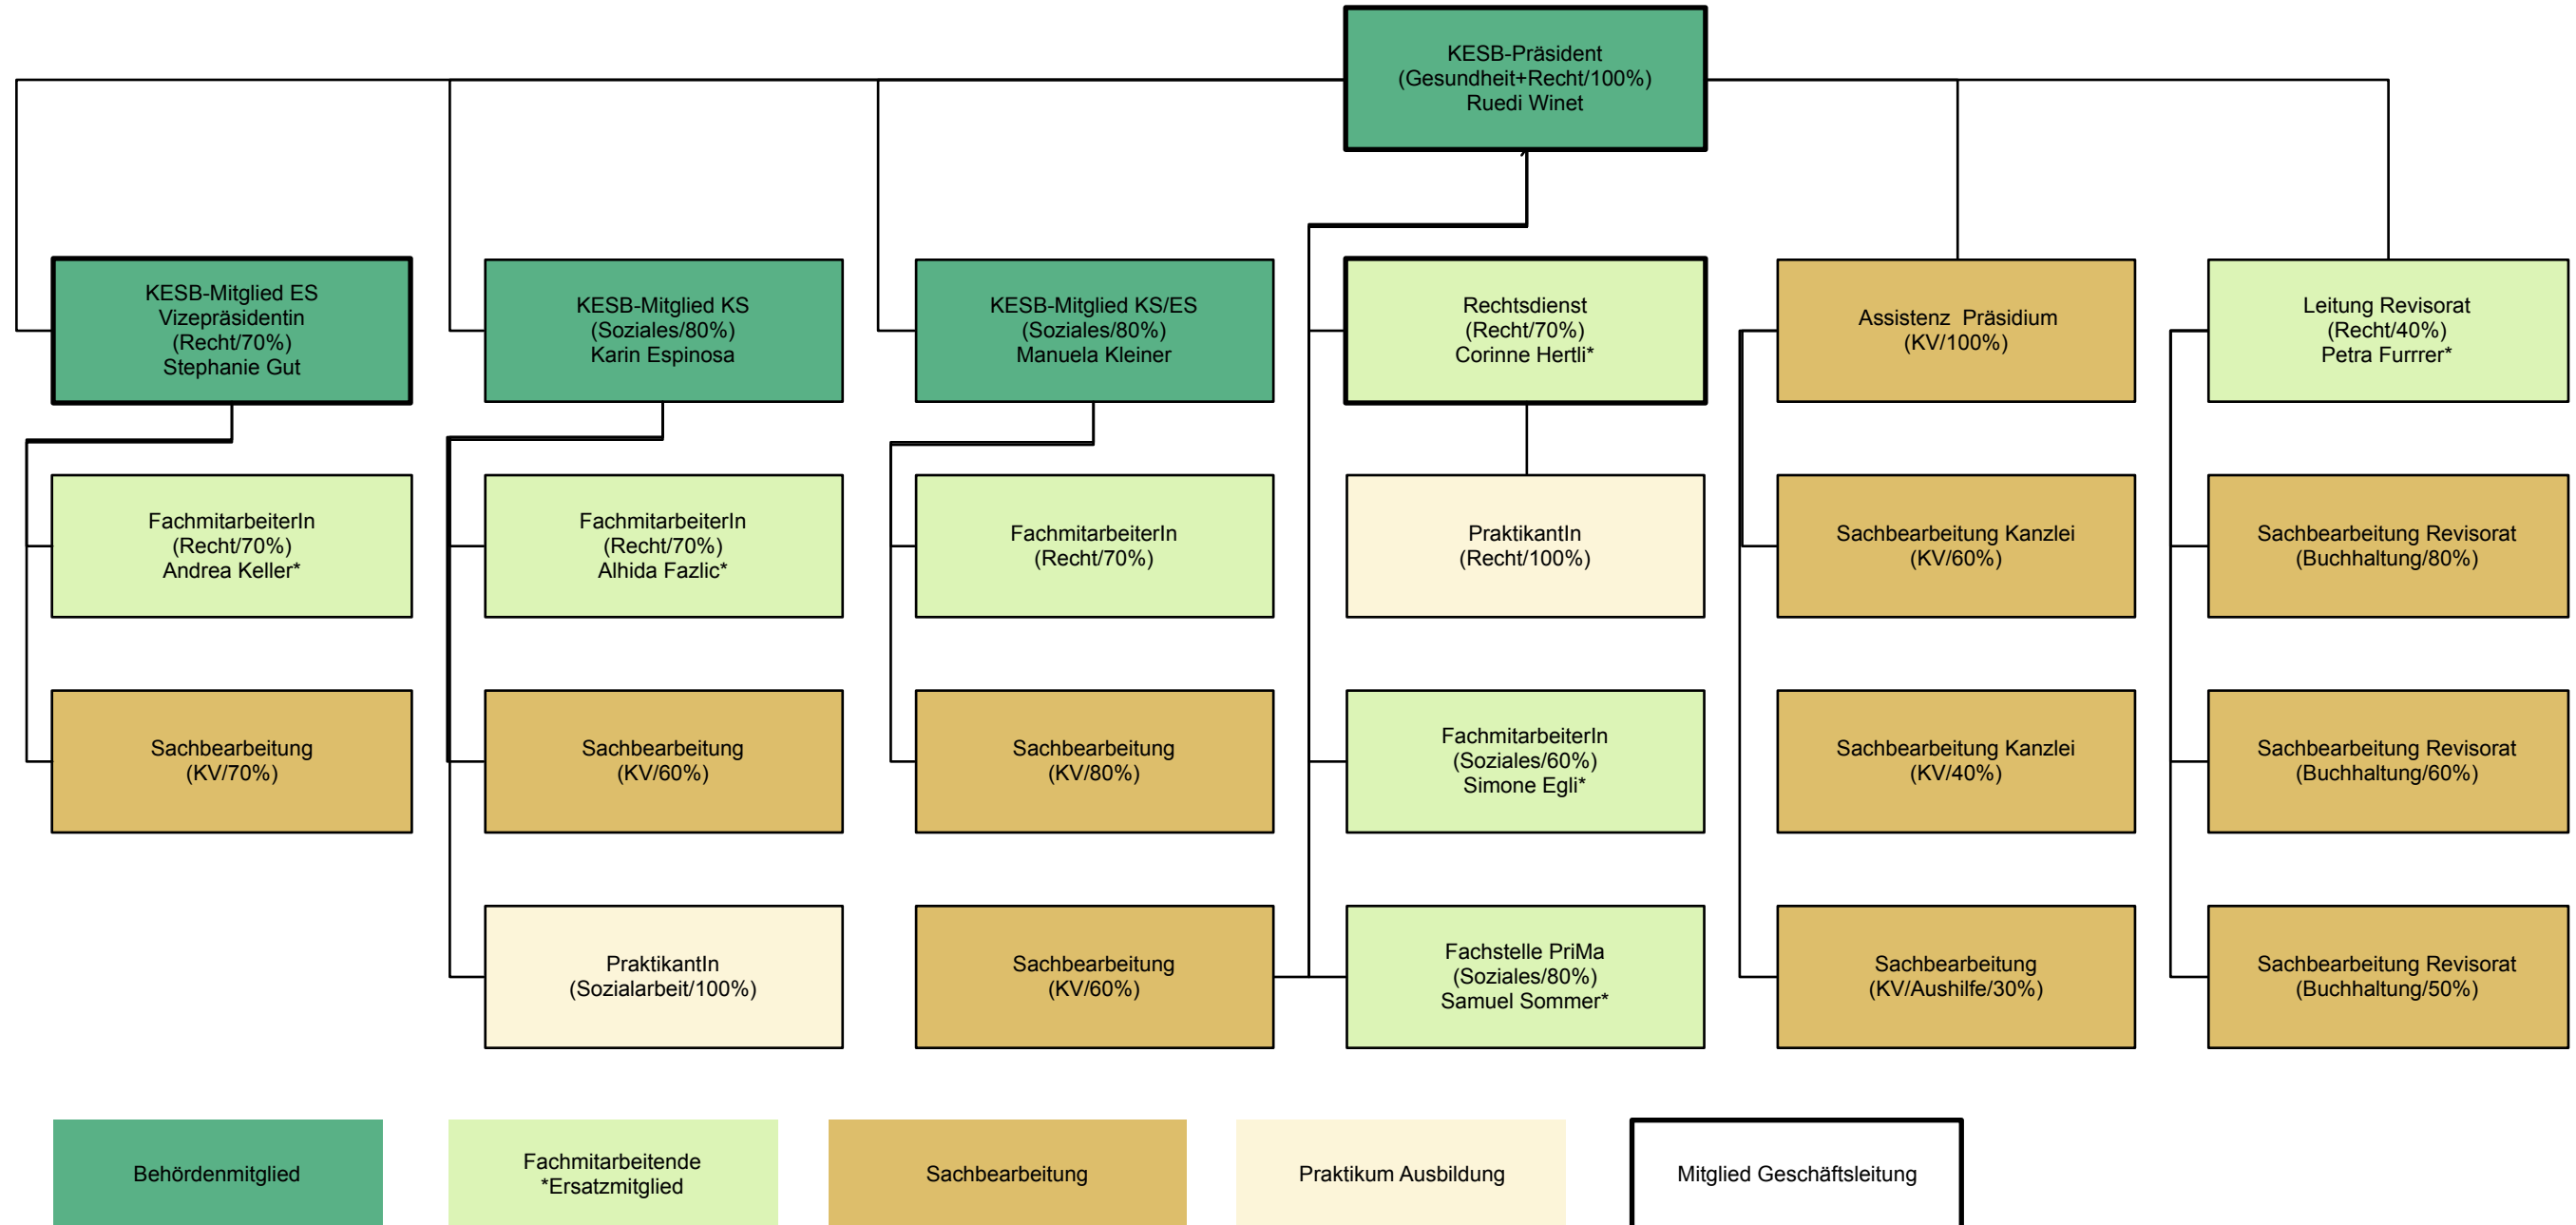 KESB-Präsident
(Gesundheit+Recht/100%)
Ruedi Winet
KESB-Mitglied ES
Vizepräsidentin
(Recht/70%)
Stephanie Gut
KESB-Mitglied KS
(Soziales/80%)
Karin Espinosa
KESB-Mitglied KS/ES
(Soziales/80%)
Manuela Kleiner
Rechtsdienst
(Recht/70%)
Corinne Hertli*
Assistenz Präsidium
(KV/100%)
Leitung Revisorat
(Recht/40%)
Petra Furrrer*
FachmitarbeiterIn
(Recht/70%)
Andrea Keller*
FachmitarbeiterIn
(Recht/70%)
Alhida Fazlic*
FachmitarbeiterIn
(Recht/70%)
PraktikantIn
(Recht/100%)
Sachbearbeitung Kanzlei
(KV/60%)
Sachbearbeitung Revisorat
(Buchhaltung/80%)
Sachbearbeitung
(KV/70%)
Sachbearbeitung
(KV/60%)
Sachbearbeitung
(KV/80%)
FachmitarbeiterIn
(Soziales/60%)
Simone Egli*
Sachbearbeitung Kanzlei
(KV/40%)
Sachbearbeitung Revisorat
(Buchhaltung/60%)
PraktikantIn
(Sozialarbeit/100%)
Sachbearbeitung
(KV/60%)
Fachstelle PriMa
(Soziales/80%)
Samuel Sommer*
Sachbearbeitung
(KV/Aushilfe/30%)
Sachbearbeitung Revisorat
(Buchhaltung/50%)
Behördenmitglied
Fachmitarbeitende
*Ersatzmitglied
Sachbearbeitung
Praktikum Ausbildung
Mitglied Geschäftsleitung